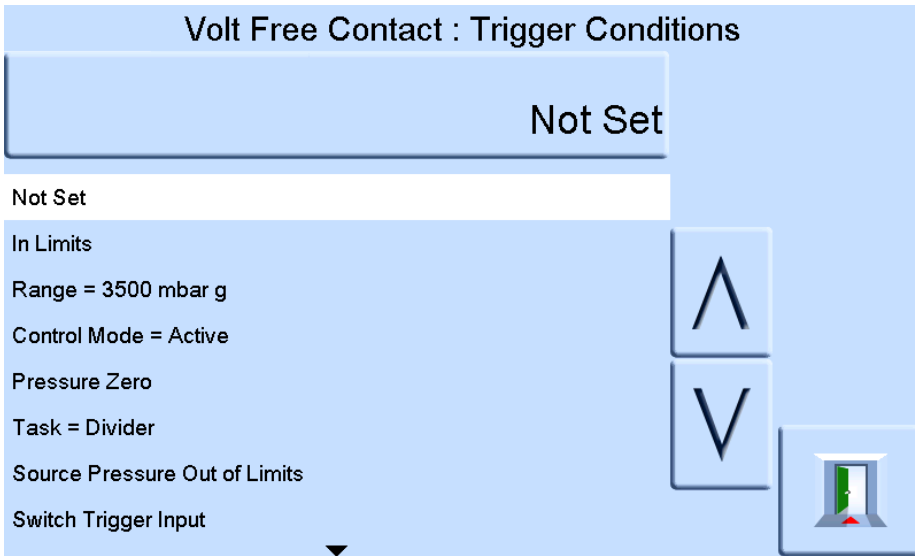 Volt Free Contact : Trigger Conditions
Not Set
Not Set
In Limits
Range = 3500 mbar g
Control Mode = Active
Pressure Zero
Task = Divider
Source Pressure Out of Limits
Switch Trigger Input